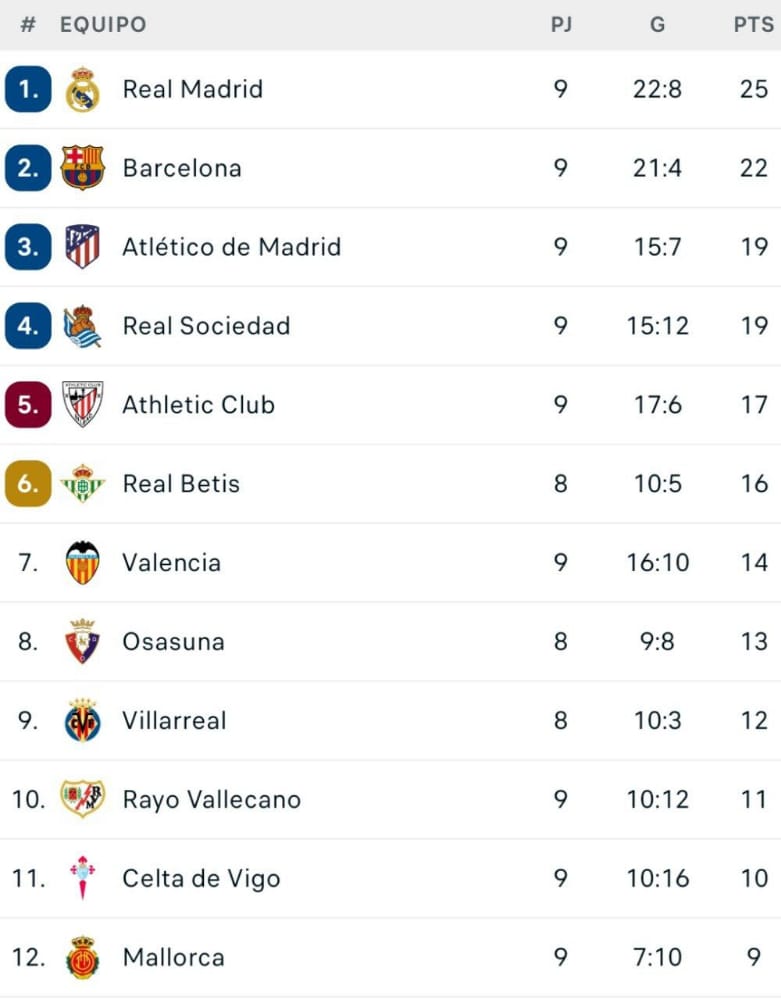 # EQUIPO PJ G PTS
1. Real Madrid 9 22:8 25
2. Barcelona 9 21:4 22
3. Atlético de Madrid 9 15:7 19
4. Real Sociedad 9 15:12 19
5. Athletic Club 9 17:6 17
6. Real Betis 8 10:5 16
7. Valencia 9 16:10 14
8. Osasuna 8 9:8 13
9. Villarreal 8 10:3 12
10. Rayo Vallecano 9 10:12 11
11. Celta de Vigo 9 10:16 10
12. Mallorca 9 7:10 9